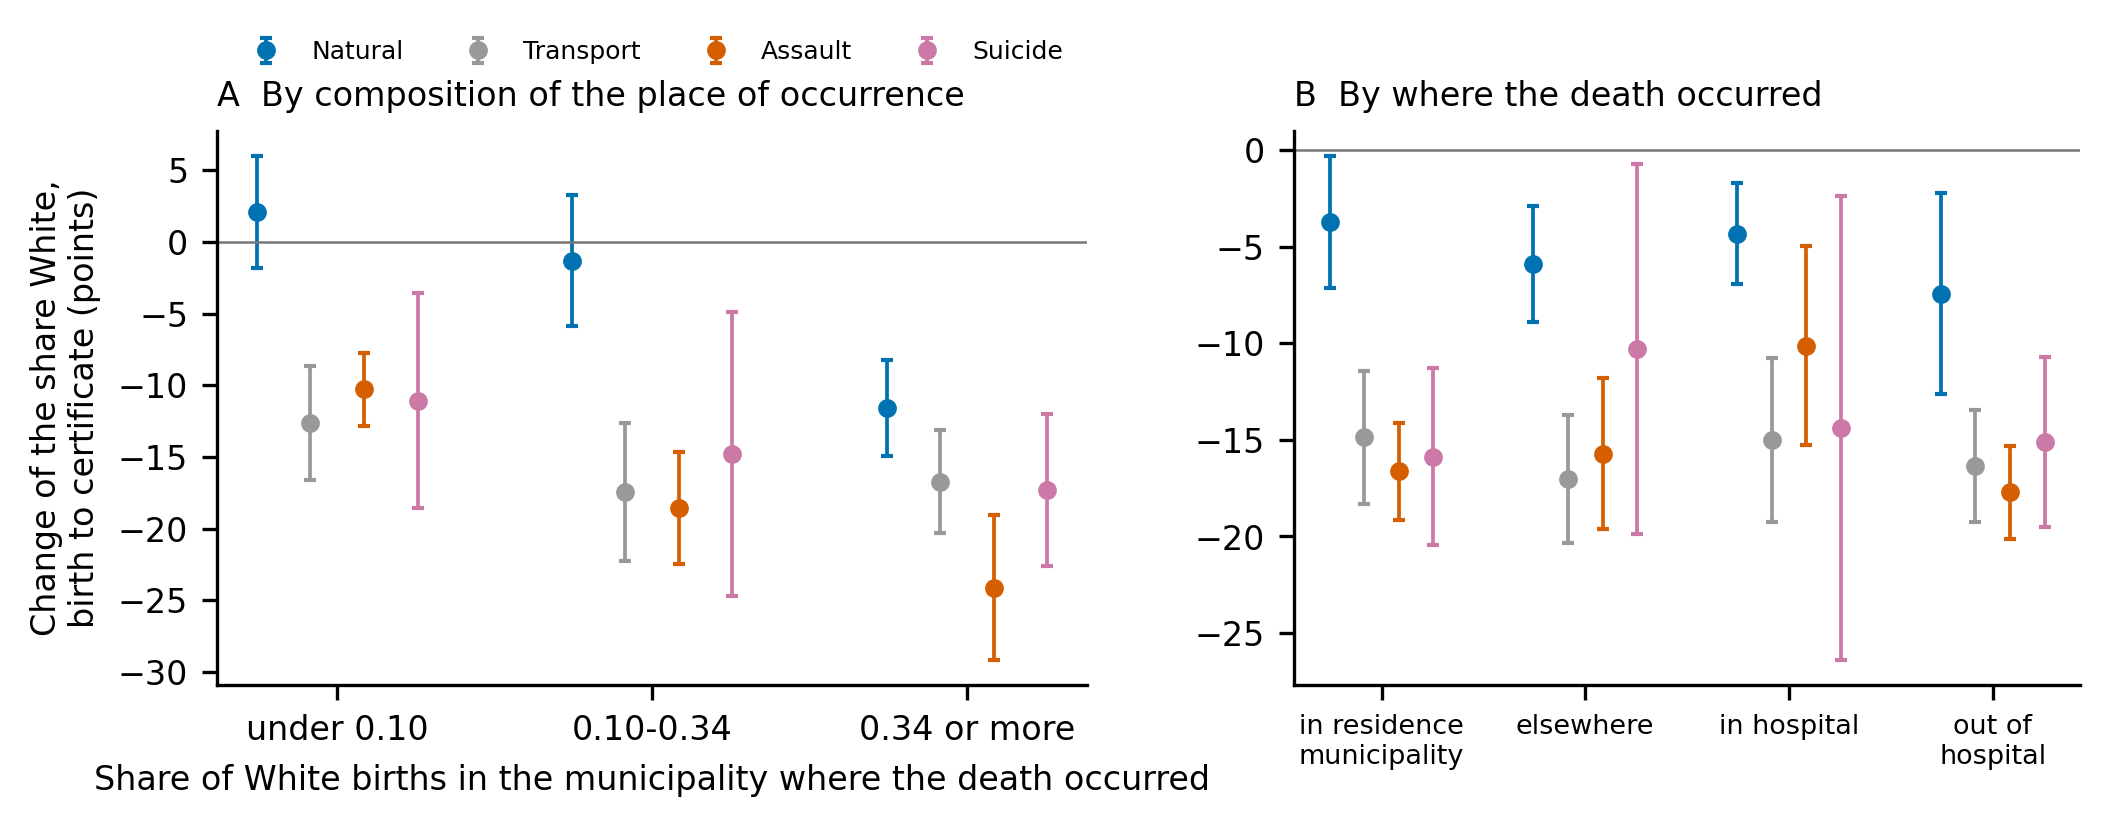 Natural Transport Assault Suicide
A By composition of the place of occurrence
Change of the share White,
birth to certificate (points)
5
0
−5
−10
−15
−20
−25
−30
under 0.10 0.10-0.34 0.34 or more
Share of White births in the municipality where the death occurred
B By where the death occurred
0
−5
−10
−15
−20
−25
in residence
municipality
elsewhere
in hospital
out of
hospital